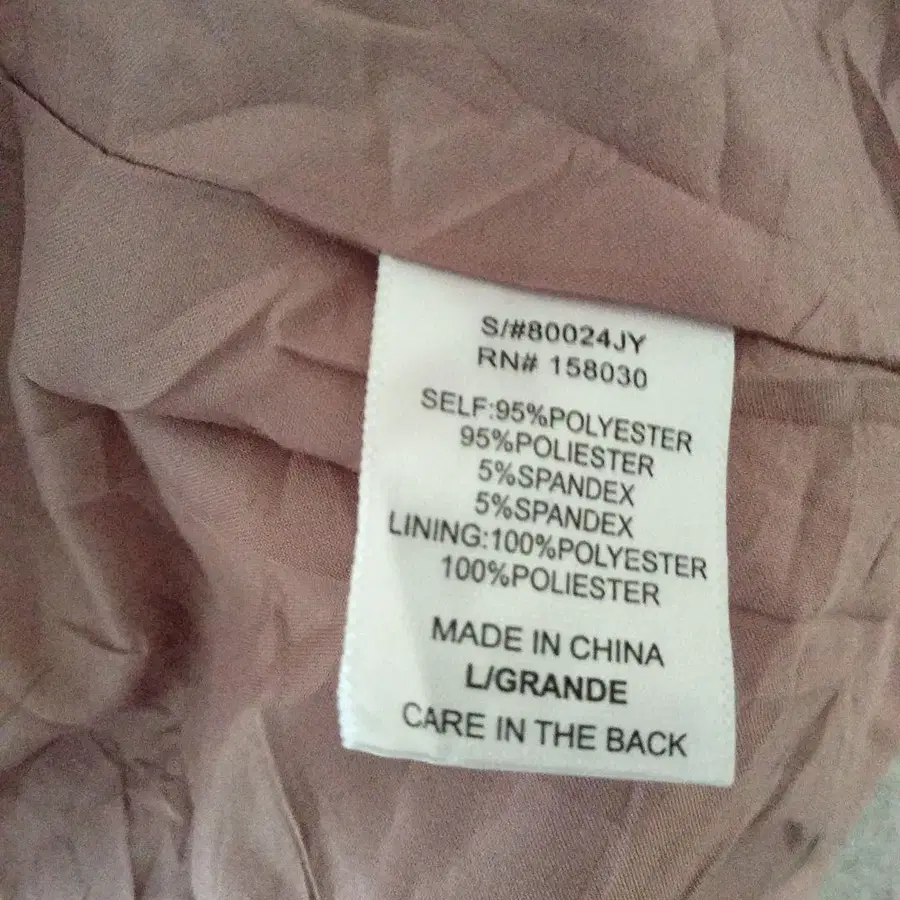 S/#80024JY
RN# 158030
SELF:95%POLYESTER
95%POLIESTER
5%SPANDEX
5%SPANDEX
LINING:100%POLYESTER
100%POLIESTER
MADE IN CHINA
L/GRANDE
CARE IN THE BACK